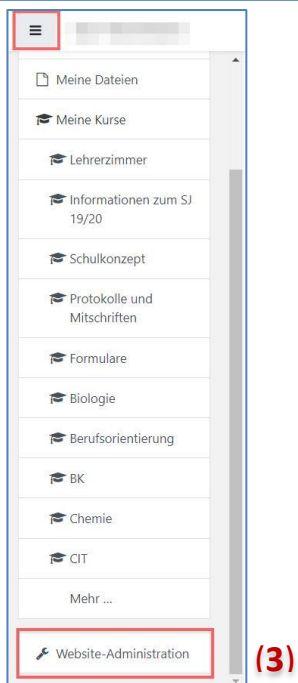 Meine Dateien
Meine Kurse
Lehrerzimmer
Informationen zum SJ
19/20
Schulkonzept
Protokolle und
Mitschriften
Formulare
Biologie
Berufsorientierung
BK
Chemie
CIT
Mehr ...
Website-Administration
(3)